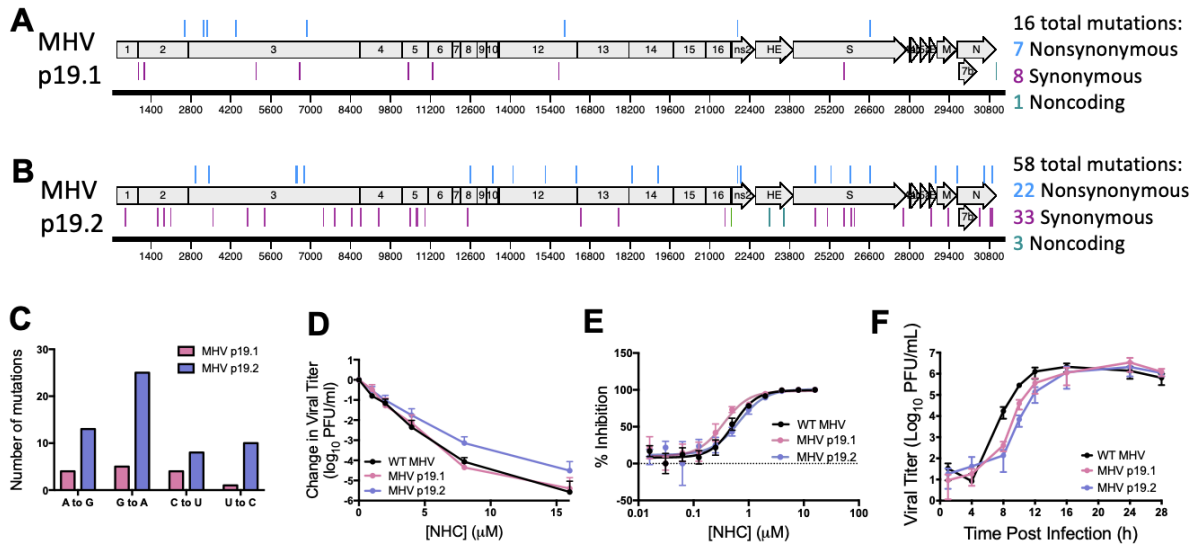 A
MHV
p19.1
1 2 3 4 5 6 7 8 9 10 12 13 14 15 16 ns2 HE S M N
7b
1400 2800 4200 5600 7000 8400 9800 11200 12600 14000 15400 16800 18200 19600 21000 22400 23800 25200 26600 28000 29400 30800
16 total mutations:
7 Nonsynonymous
8 Synonymous
1 Noncoding
B
MHV
p19.2
1 2 3 4 5 6 7 8 9 10 12 13 14 15 16 ns2 HE S M N
7b
1400 2800 4200 5600 7000 8400 9800 11200 12600 14000 15400 16800 18200 19600 21000 22400 23800 25200 26600 28000 29400 30800
58 total mutations:
22 Nonsynonymous
33 Synonymous
3 Noncoding
C
Number of mutations
30
20
10
0
A to G G to A C to U U to C
MHV p19.1
MHV p19.2
D
Change in Viral Titer
(log10 PFU/ml)
1
0
-1
-2
-3
-4
-5
-6
0 5 10 15
[NHC] (μM)
WT MHV
MHV p19.1
MHV p19.2
E
% Inhibition
150
100
50
0
-50
0.01 0.1 1 10 100
[NHC] (μM)
WT MHV
MHV p19.1
MHV p19.2
F
Viral Titer (Log10 PFU/mL)
7
6
5
4
3
2
1
0
0 4 8 12 16 20 24 28
Time Post Infection (h)
WT MHV
MHV p19.1
MHV p19.2